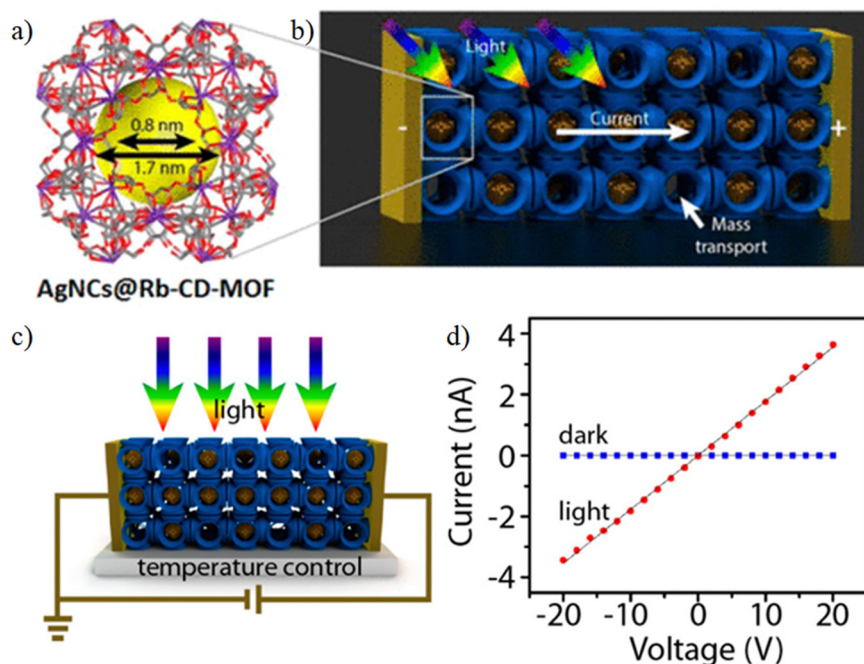 a)
0.8 nm
1.7 nm
AgNCs@Rb-CD-MOF
b)
Light
Current
-
+
Mass
transport
c)
light
temperature control
d)
Current (nA)
4
2
0
-2
-4
dark
light
-20
-10
0
10
20
Voltage (V)